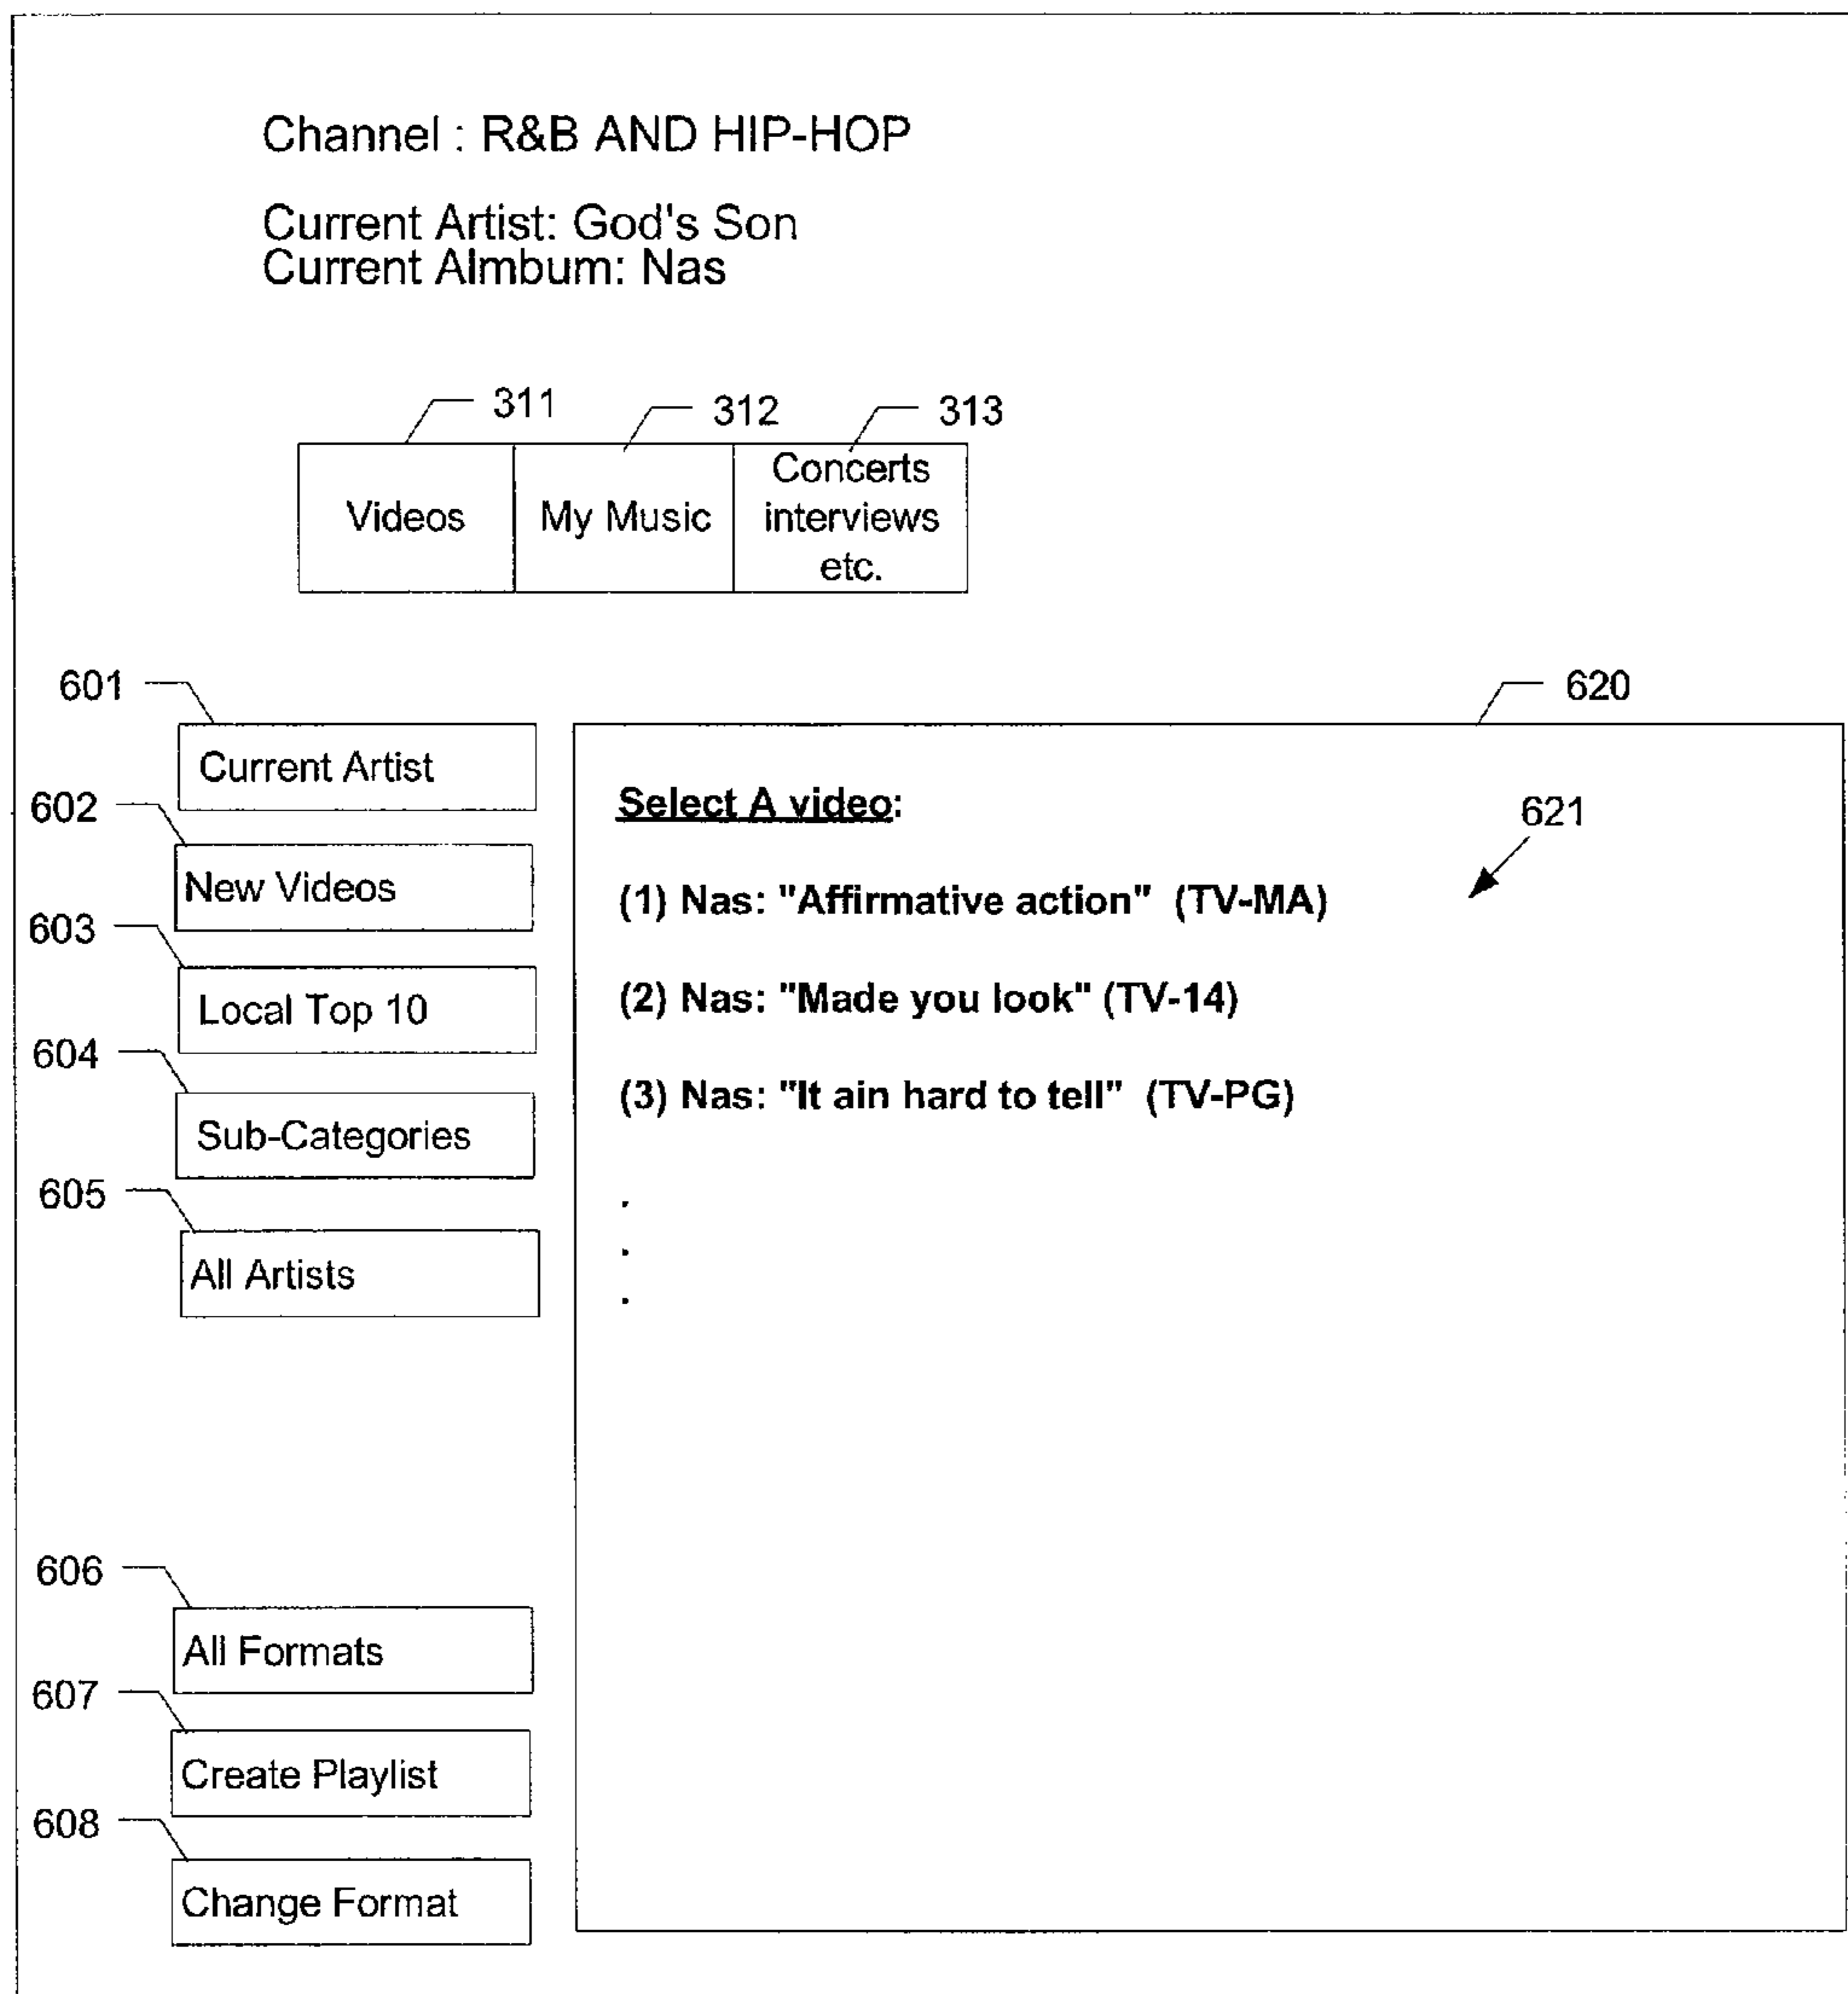 Channel : R&B AND HIP-HOP
Current Artist: God's Son
Current Almbum: Nas
311
312
313
Videos
My Music
Concerts
interviews
etc.
601
Current Artist
602
New Videos
603
Local Top 10
604
Sub-Categories
605
All Artists
606
All Formats
607
Create Playlist
608
Change Format
620
Select A video:
621
(1) Nas: "Affirmative action" (TV-MA)
(2) Nas: "Made you look" (TV-14)
(3) Nas: "It ain hard to tell" (TV-PG)
.
.
.